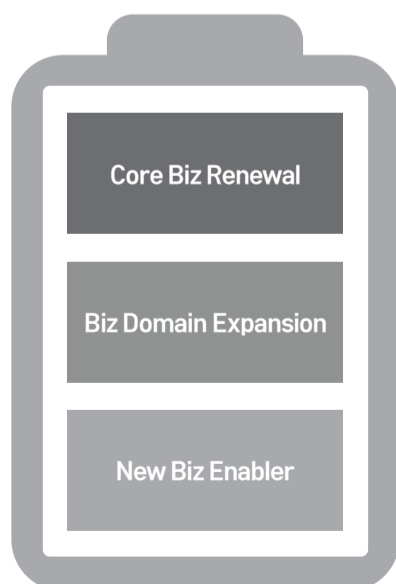 Core Biz Renewal
Biz Domain Expansion
New Biz Enabler